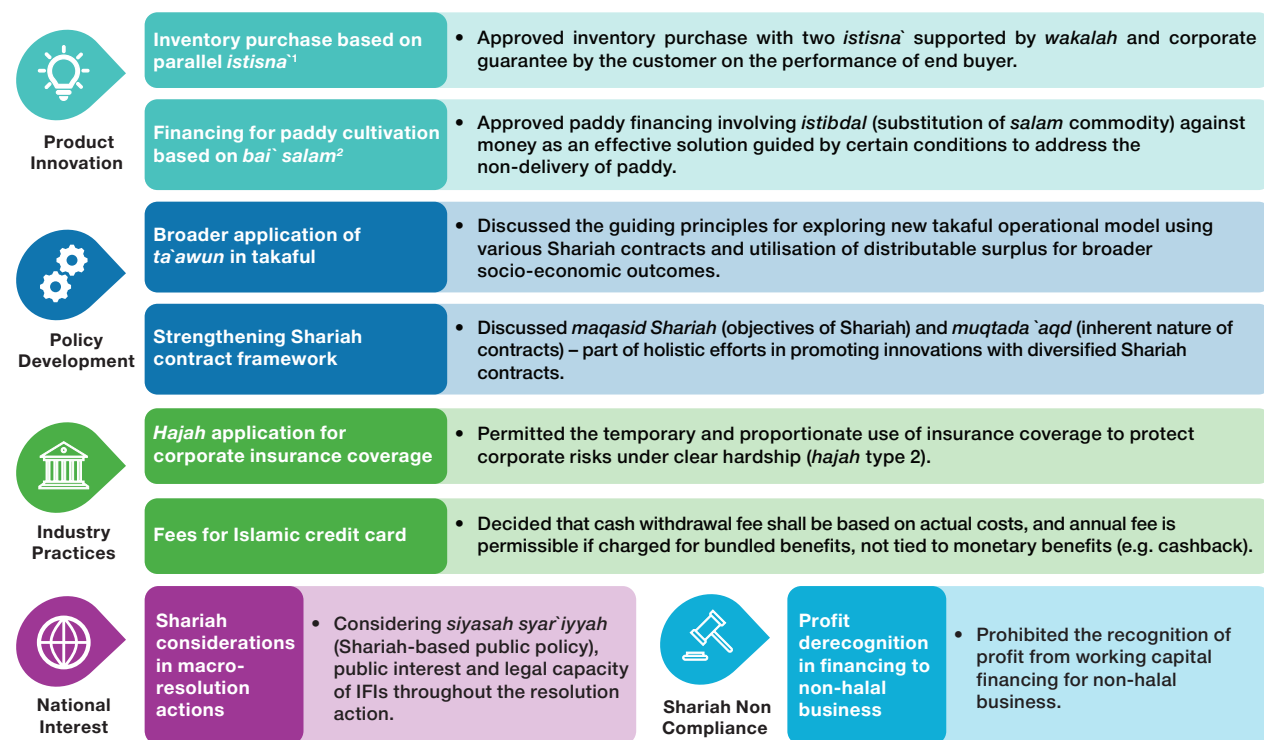 Product
Innovation
Inventory purchase based on
parallel istisna`1
• Approved inventory purchase with two istisna` supported by wakalah and corporate
guarantee by the customer on the performance of end buyer.
Financing for paddy cultivation
based on bai` salam2
• Approved paddy financing involving istibdal (substitution of salam commodity) against
money as an effective solution guided by certain conditions to address the
non-delivery of paddy.
Policy
Development
Broader application of
ta`awun in takaful
• Discussed the guiding principles for exploring new takaful operational model using
various Shariah contracts and utilisation of distributable surplus for broader
socio-economic outcomes.
Strengthening Shariah
contract framework
• Discussed maqasid Shariah (objectives of Shariah) and muqtada `aqd (inherent nature of
contracts) – part of holistic efforts in promoting innovations with diversified Shariah
contracts.
Industry
Practices
Hajah application for
corporate insurance coverage
• Permitted the temporary and proportionate use of insurance coverage to protect
corporate risks under clear hardship (hajah type 2).
Fees for Islamic credit card
• Decided that cash withdrawal fee shall be based on actual costs, and annual fee is
permissible if charged for bundled benefits, not tied to monetary benefits (e.g. cashback).
National
Interest
Shariah
considerations
in macro-
resolution
actions
• Considering siyasah syar`iyyah
(Shariah-based public policy),
public interest and legal capacity
of IFIs throughout the resolution
action.
Shariah Non
Compliance
Profit
derecognition
in financing to
non-halal
business
• Prohibited the recognition of
profit from working capital
financing for non-halal
business.